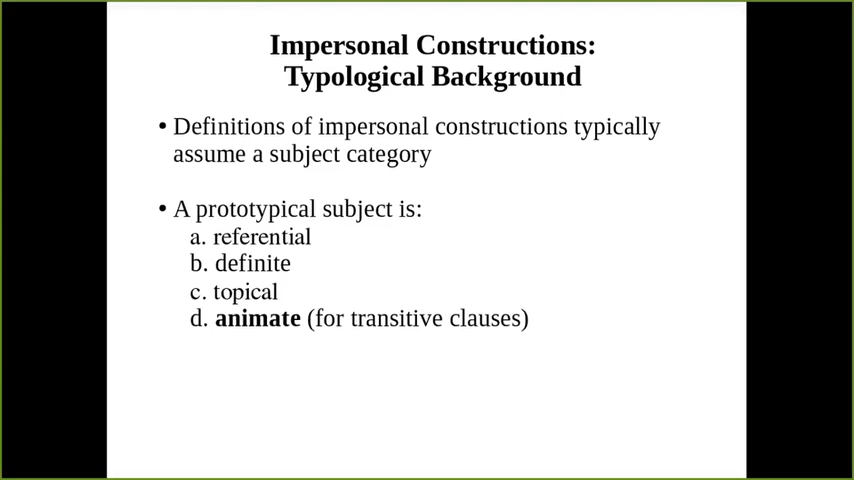 Impersonal Constructions:
Typological Background
• Definitions of impersonal constructions typically
assume a subject category
• A prototypical subject is:
a. referential
b. definite
c. topical
d. animate (for transitive clauses)